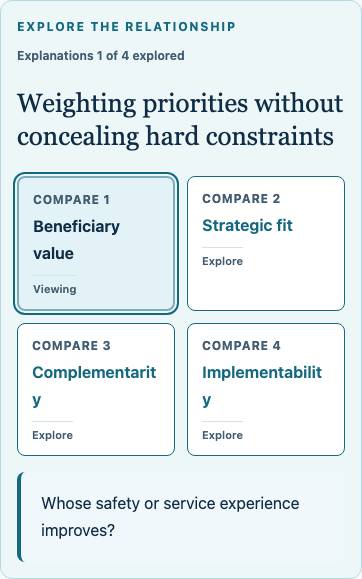 EXPLORE THE RELATIONSHIP
Explanations 1 of 4 explored
Weighting priorities without
concealing hard constraints
COMPARE 1
Beneficiary
value
Viewing
COMPARE 2
Strategic fit
Explore
COMPARE 3
Complementarit
y
Explore
COMPARE 4
Implementabilit
y
Explore
Whose safety or service experience
improves?